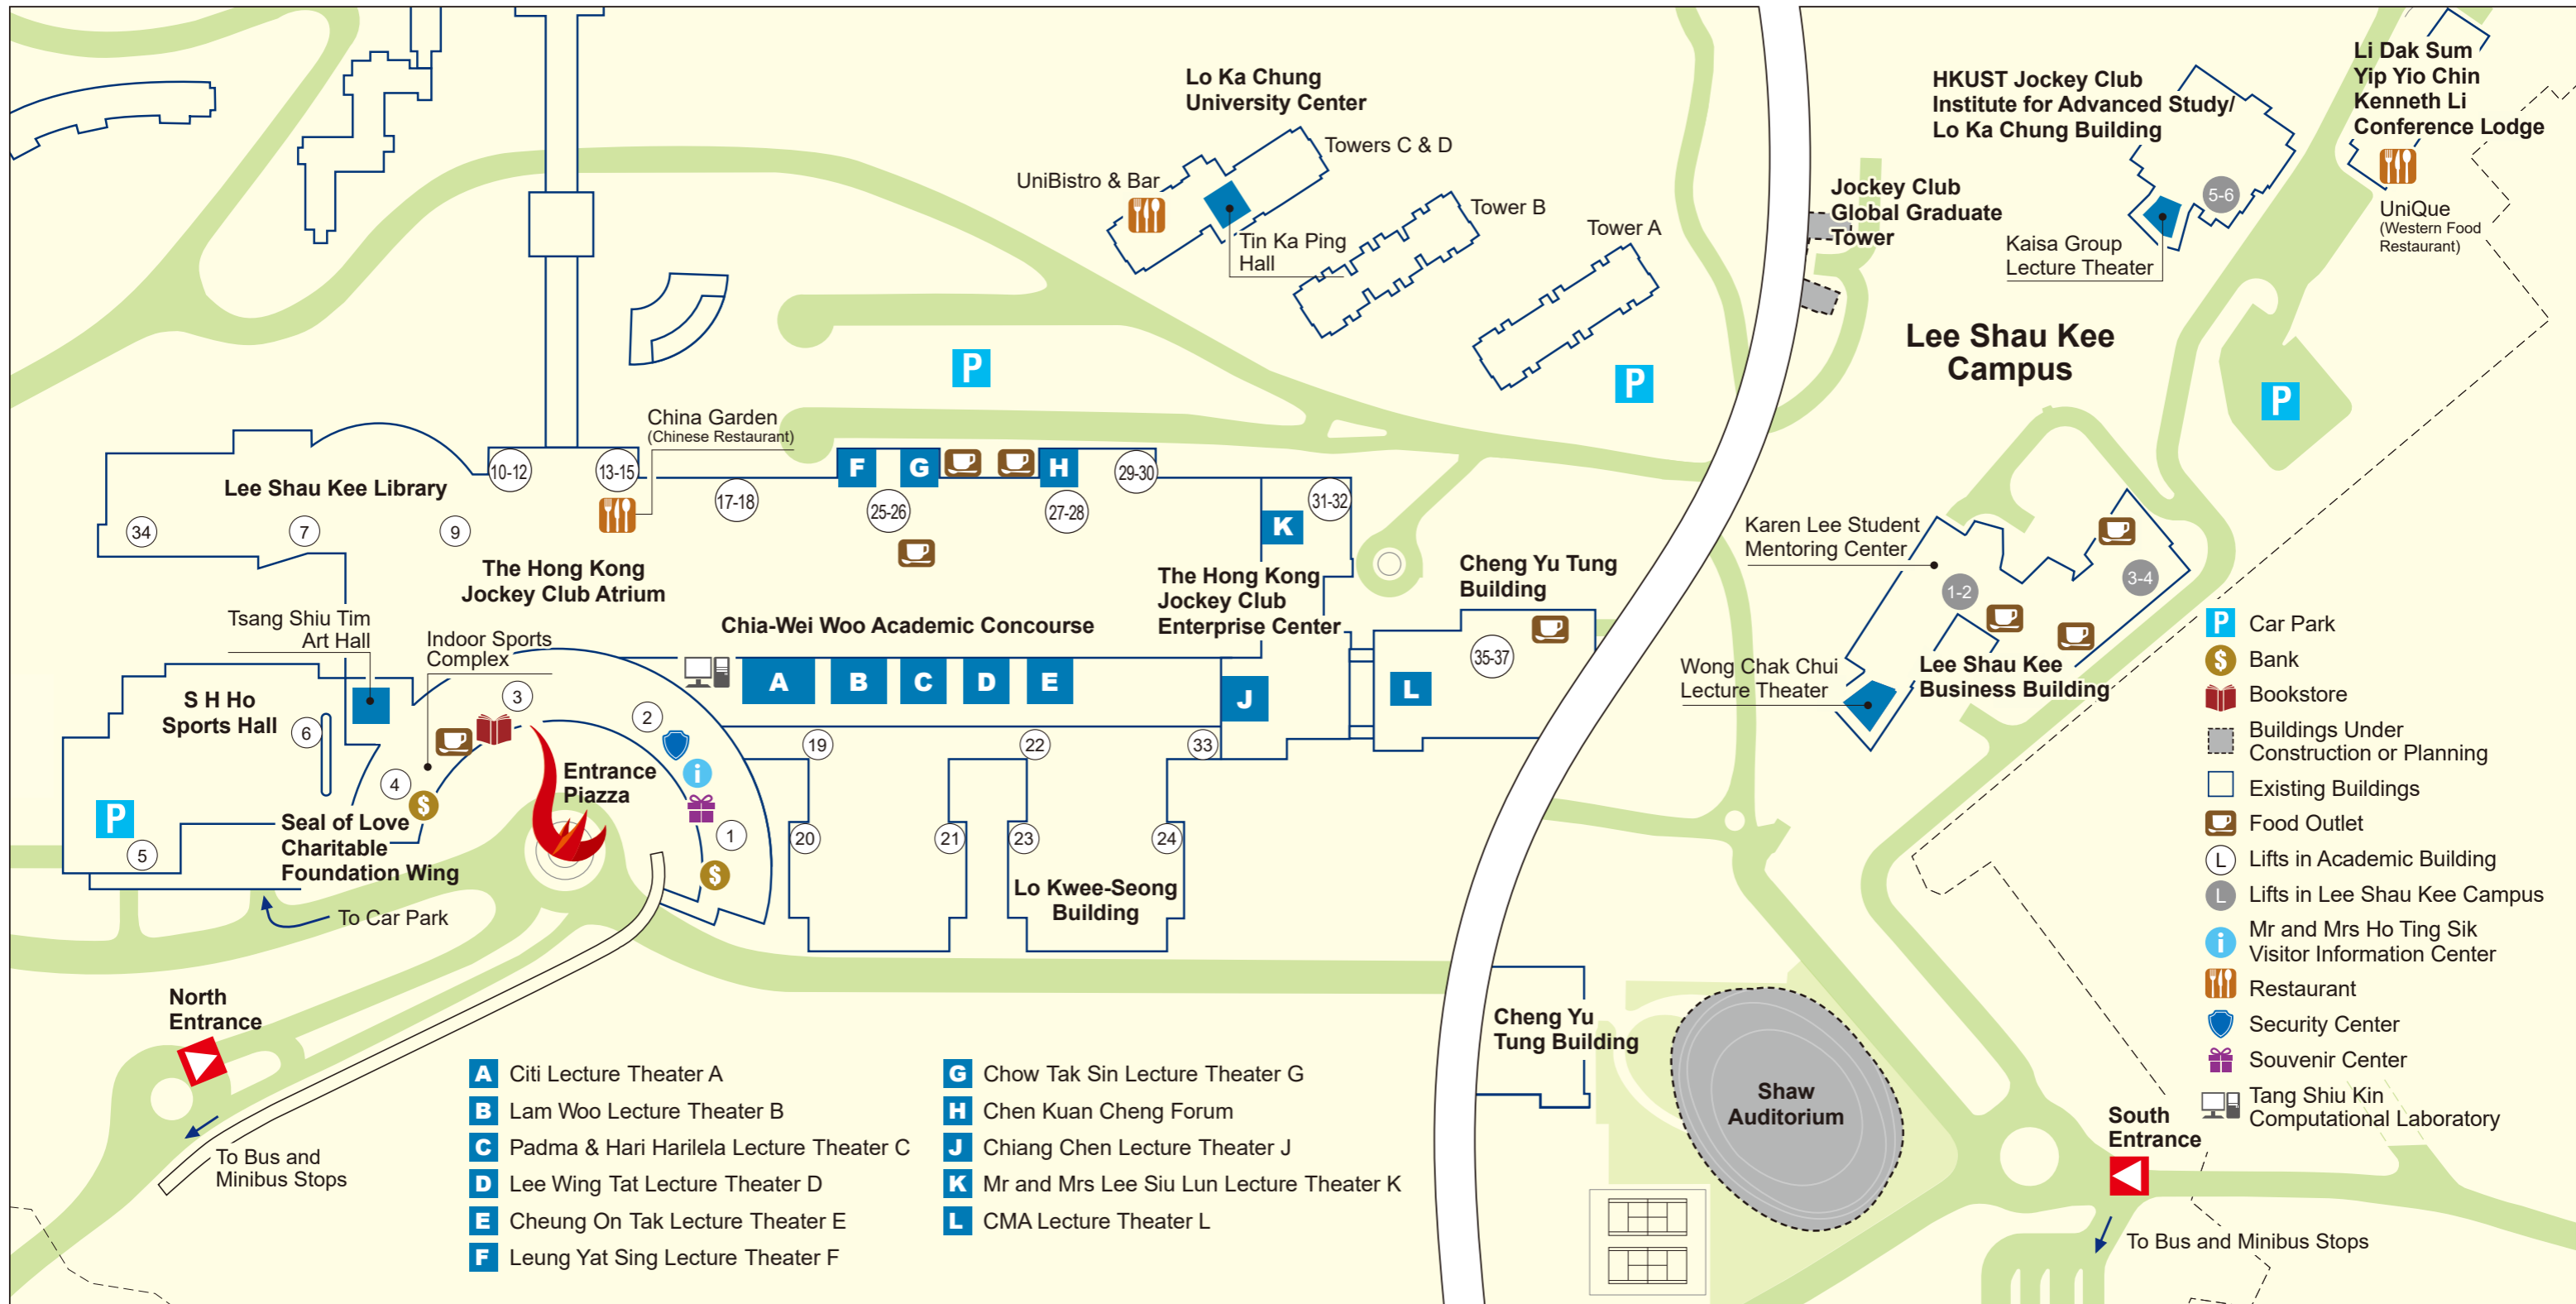 Lo Ka Chung
University Center
Towers C & D
UniBistro & Bar
Tin Ka Ping
Hall
Tower B
Tower A
HKUST Jockey Club
Institute for Advanced Study/
Lo Ka Chung Building
Li Dak Sum
Yip Yio Chin
Kenneth Li
Conference Lodge
Jockey Club
Global Graduate
Tower
5-6
Kaisa Group
Lecture Theater
UniQue
(Western Food
Restaurant)
Lee Shau Kee
Campus
P
P
P
China Garden
(Chinese Restaurant)
10-12
13-15
17-18
F
G
H
25-26
27-28
29-30
31-32
K
Lee Shau Kee Library
34
7
9
The Hong Kong
Jockey Club Atrium
Chia-Wei Woo Academic Concourse
The Hong Kong
Jockey Club
Enterprise Center
Cheng Yu Tung
Building
35-37
L
Karen Lee Student
Mentoring Center
1-2
3-4
Wong Chak Chui
Lecture Theater
Lee Shau Kee
Business Building
Tsang Shiu Tim
Art Hall
Indoor Sports
Complex
S H Ho
Sports Hall
6
3
2
A
B
C
D
E
J
19
22
33
4
$
i
Entrance
Piazza
P
5
Seal of Love
Charitable
Foundation Wing
1
$
20
21
23
24
Lo Kwee-Seong
Building
To Car Park
North
Entrance
To Bus and
Minibus Stops
A Citi Lecture Theater A
B Lam Woo Lecture Theater B
C Padma & Hari Harilela Lecture Theater C
D Lee Wing Tat Lecture Theater D
E Cheung On Tak Lecture Theater E
F Leung Yat Sing Lecture Theater F
G Chow Tak Sin Lecture Theater G
H Chen Kuan Cheng Forum
J Chiang Chen Lecture Theater J
K Mr and Mrs Lee Siu Lun Lecture Theater K
L CMA Lecture Theater L
Cheng Yu
Tung Building
Shaw
Auditorium
South
Entrance
To Bus and Minibus Stops
P Car Park
$ Bank
Bookstore
Buildings Under
Construction or Planning
Existing Buildings
Food Outlet
L Lifts in Academic Building
L Lifts in Lee Shau Kee Campus
i Mr and Mrs Ho Ting Sik
Visitor Information Center
Restaurant
Security Center
Souvenir Center
Tang Shiu Kin
Computational Laboratory